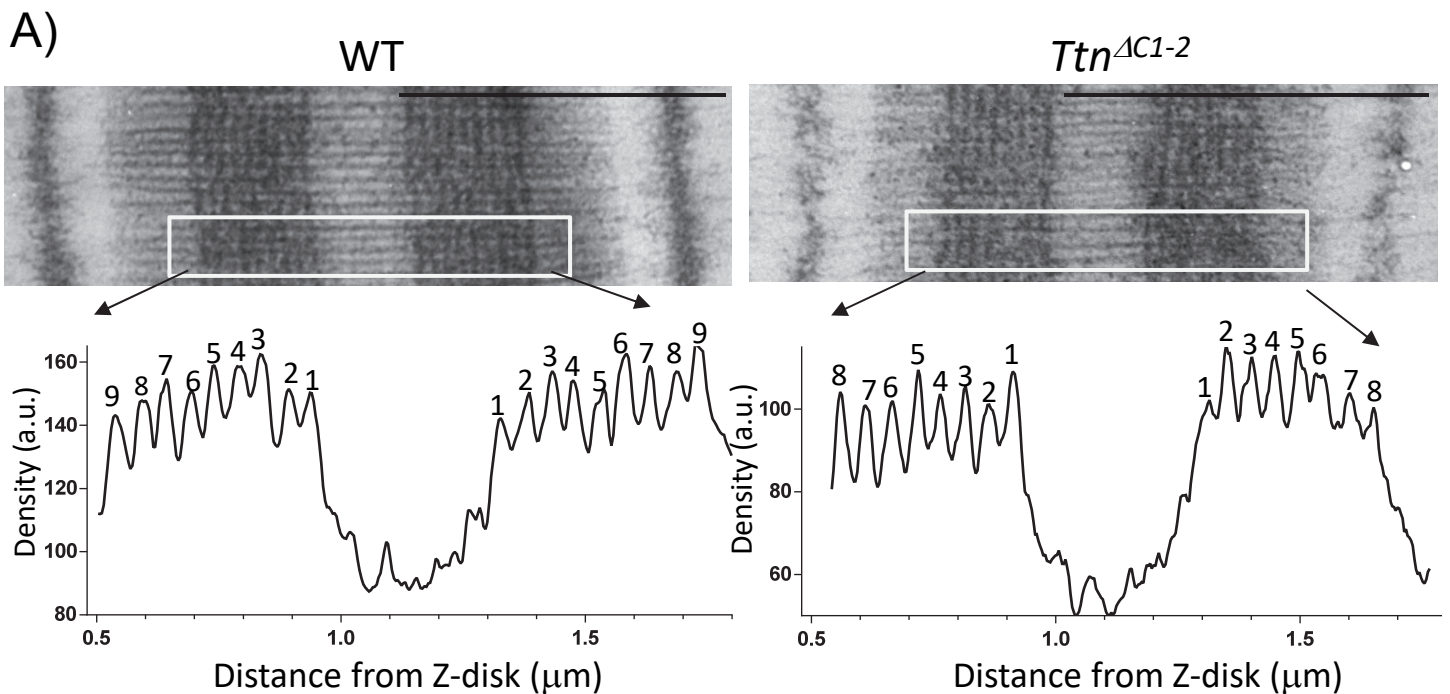 A)
WT
Ttn ΔC1-2
9 8 7 6 5 4 3 2 1
1 2 3 4 5 6 7 8 9
160
140
120
100
80
0.5 1.0 1.5
Density (a.u.)
Distance from Z-disk (μm)
8 7 6 5 4 3 2 1
1 2 3 4 5 6 7 8
100
80
60
0.5 1.0 1.5
Density (a.u.)
Distance from Z-disk (μm)